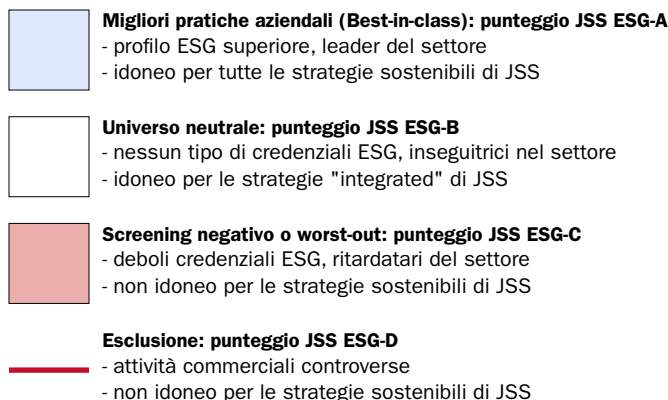 Migliori pratiche aziendali (Best-in-class): punteggio JSS ESG-A
- profilo ESG superiore, leader del settore
- idoneo per tutte le strategie sostenibili di JSS
Universo neutrale: punteggio JSS ESG-B
- nessun tipo di credenziali ESG, inseguitrici nel settore
- idoneo per le strategie "integrated" di JSS
Screening negativo o worst-out: punteggio JSS ESG-C
- deboli credenziali ESG, ritardatari del settore
- non idoneo per le strategie sostenibili di JSS
Esclusione: punteggio JSS ESG-D
- attività commerciali controverse
- non idoneo per le strategie sostenibili di JSS